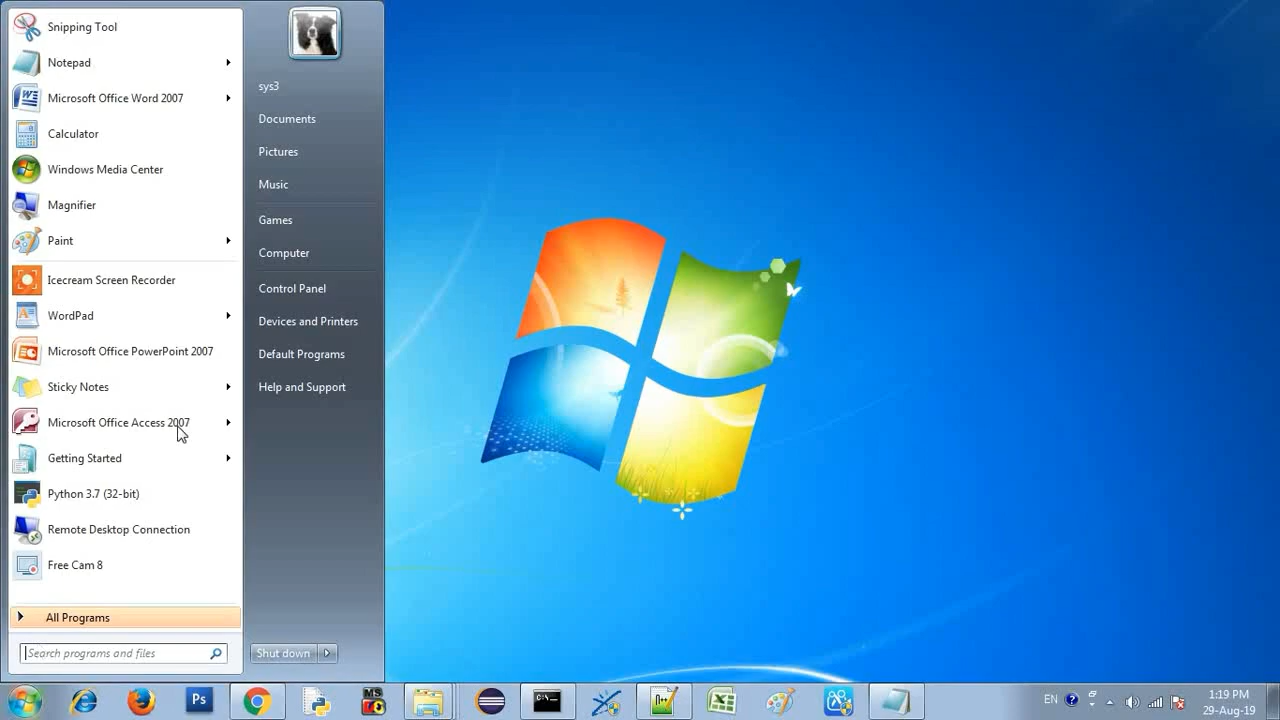 Snipping Tool
Notepad
Microsoft Office Word 2007
Calculator
Windows Media Center
Magnifier
Paint
Icecream Screen Recorder
WordPad
Microsoft Office PowerPoint 2007
Sticky Notes
Microsoft Office Access 2007
Getting Started
Python 3.7 (32-bit)
Remote Desktop Connection
Free Cam 8
All Programs
Search programs and files
sys3
Documents
Pictures
Music
Games
Computer
Control Panel
Devices and Printers
Default Programs
Help and Support
Shut down
Ps
MS
EN
1:19 PM
29-Aug-19